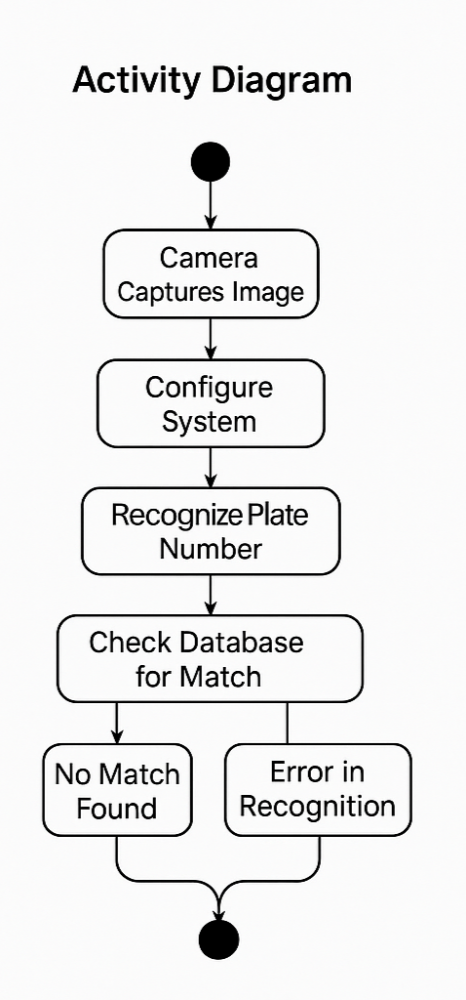 Activity Diagram
Camera
Captures Image
Configure
System
Recognize Plate
Number
Check Database
for Match
No Match
Found
Error in
Recognition